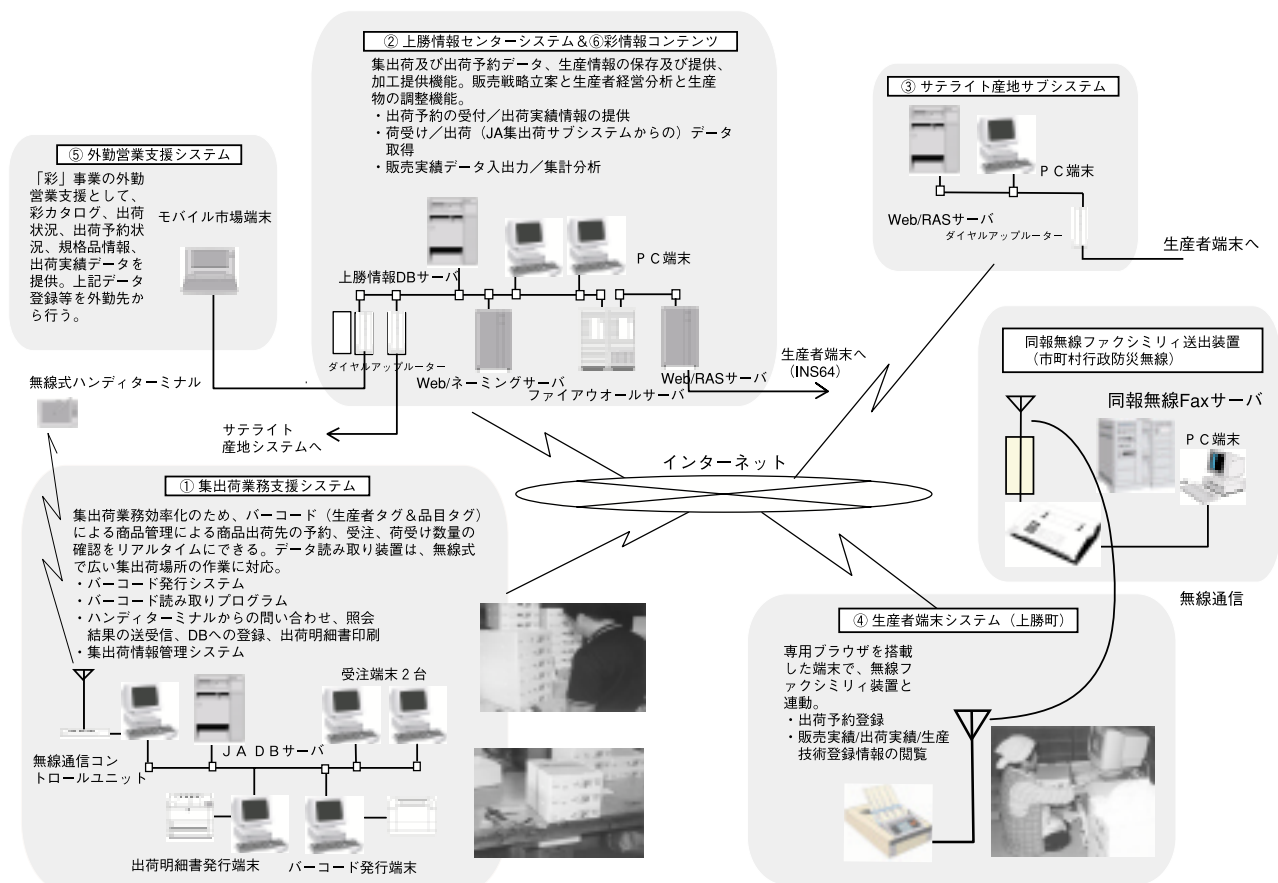 ② 上勝情報センターシステム＆⑥彩情報コンテンツ
集出荷及び出荷予約データ、生産情報の保存及び提供、
加工提供機能。販売戦略立案と生産者経営分析と生産
物の調整機能。
・出荷予約の受付／出荷実績情報の提供
・荷受け／出荷（JA集出荷サブシステムからの）データ
取得
・販売実績データ入出力／集計分析
ＰＣ端末
上勝情報DBサーバ
ダイヤルアップルーター
Web/ネーミングサーバ
ファイアウオールサーバ
Web/RASサーバ
生産者端末へ
（INS64）
サテライト
産地システムへ
③ サテライト産地サブシステム
ＰＣ端末
Web/RASサーバ
ダイヤルアップルーター
生産者端末へ
⑤ 外勤営業支援システム
「彩」事業の外勤
営業支援として、
彩カタログ、出荷
状況、出荷予約状
況、規格品情報、
出荷実績データを
提供。上記データ
登録等を外勤先か
ら行う。
モバイル市場端末
無線式ハンディターミナル
同報無線ファクシミリィ送出装置
（市町村行政防災無線）
同報無線Faxサーバ
ＰＣ端末
無線通信
インターネット
① 集出荷業務支援システム
集出荷業務効率化のため、バーコード（生産者タグ＆品目タグ）
による商品管理による商品出荷先の予約、受注、荷受け数量の
確認をリアルタイムにできる。データ読み取り装置は、無線式
で広い集出荷場所の作業に対応。
・バーコード発行システム
・バーコード読み取りプログラム
・ハンディターミナルからの問い合わせ、照会
結果の送受信、DBへの登録、出荷明細書印刷
・集出荷情報管理システム
受注端末２台
ＪＡ ＤＢサーバ
無線通信コン
トロールユニット
出荷明細書発行端末
バーコード発行端末
④ 生産者端末システム（上勝町）
専用ブラウザを搭載
した端末で、無線フ
ァクシミリィ装置と
連動。
・出荷予約登録
・販売実績/出荷実績/生産
技術登録情報の閲覧